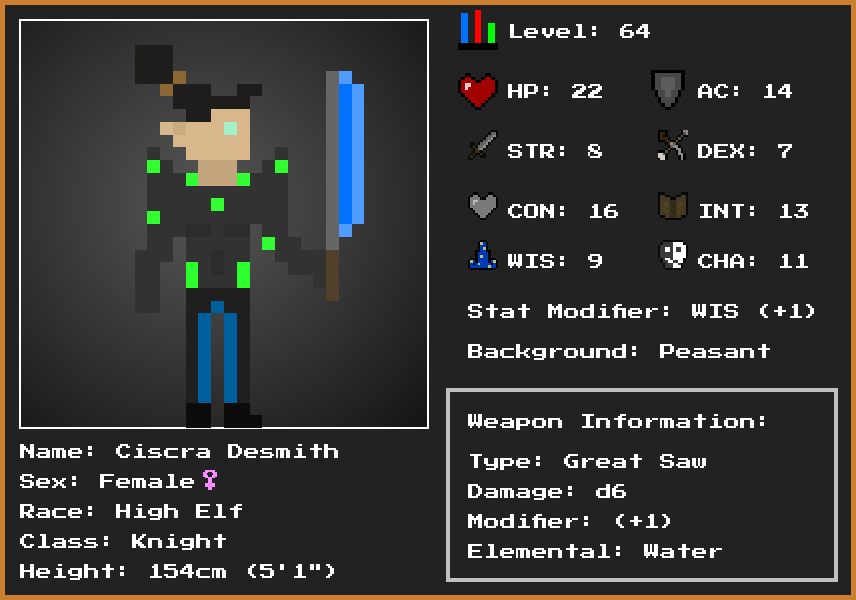 Level: 64
HP: 22 AC: 14
STR: 8 DEX: 7
CON: 16 INT: 13
WIS: 9 CHA: 11
Stat Modifier: WIS (+1)
Background: Peasant
Weapon Information:
Type: Great Saw
Damage: d6
Modifier: (+1)
Elemental: Water
Name: Ciscra Desmith
Sex: Female♀
Race: High Elf
Class: Knight
Height: 154cm (5'1")